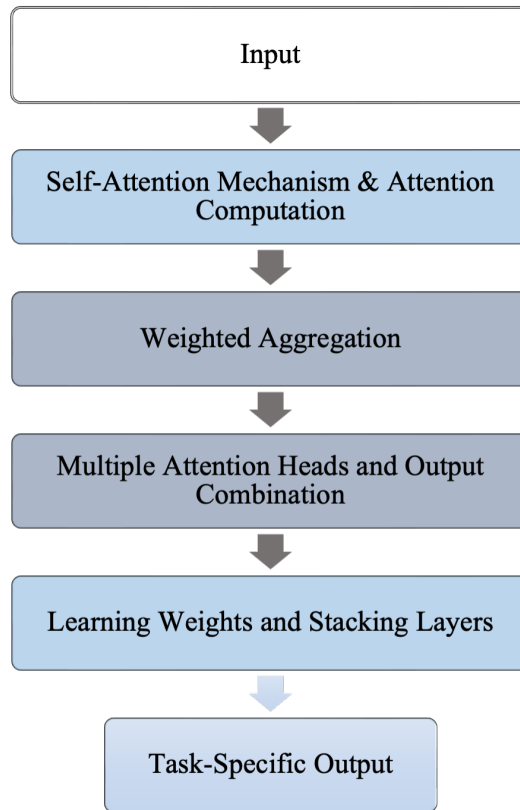 Input
Self-Attention Mechanism & Attention
Computation
Weighted Aggregation
Multiple Attention Heads and Output
Combination
Learning Weights and Stacking Layers
Task-Specific Output